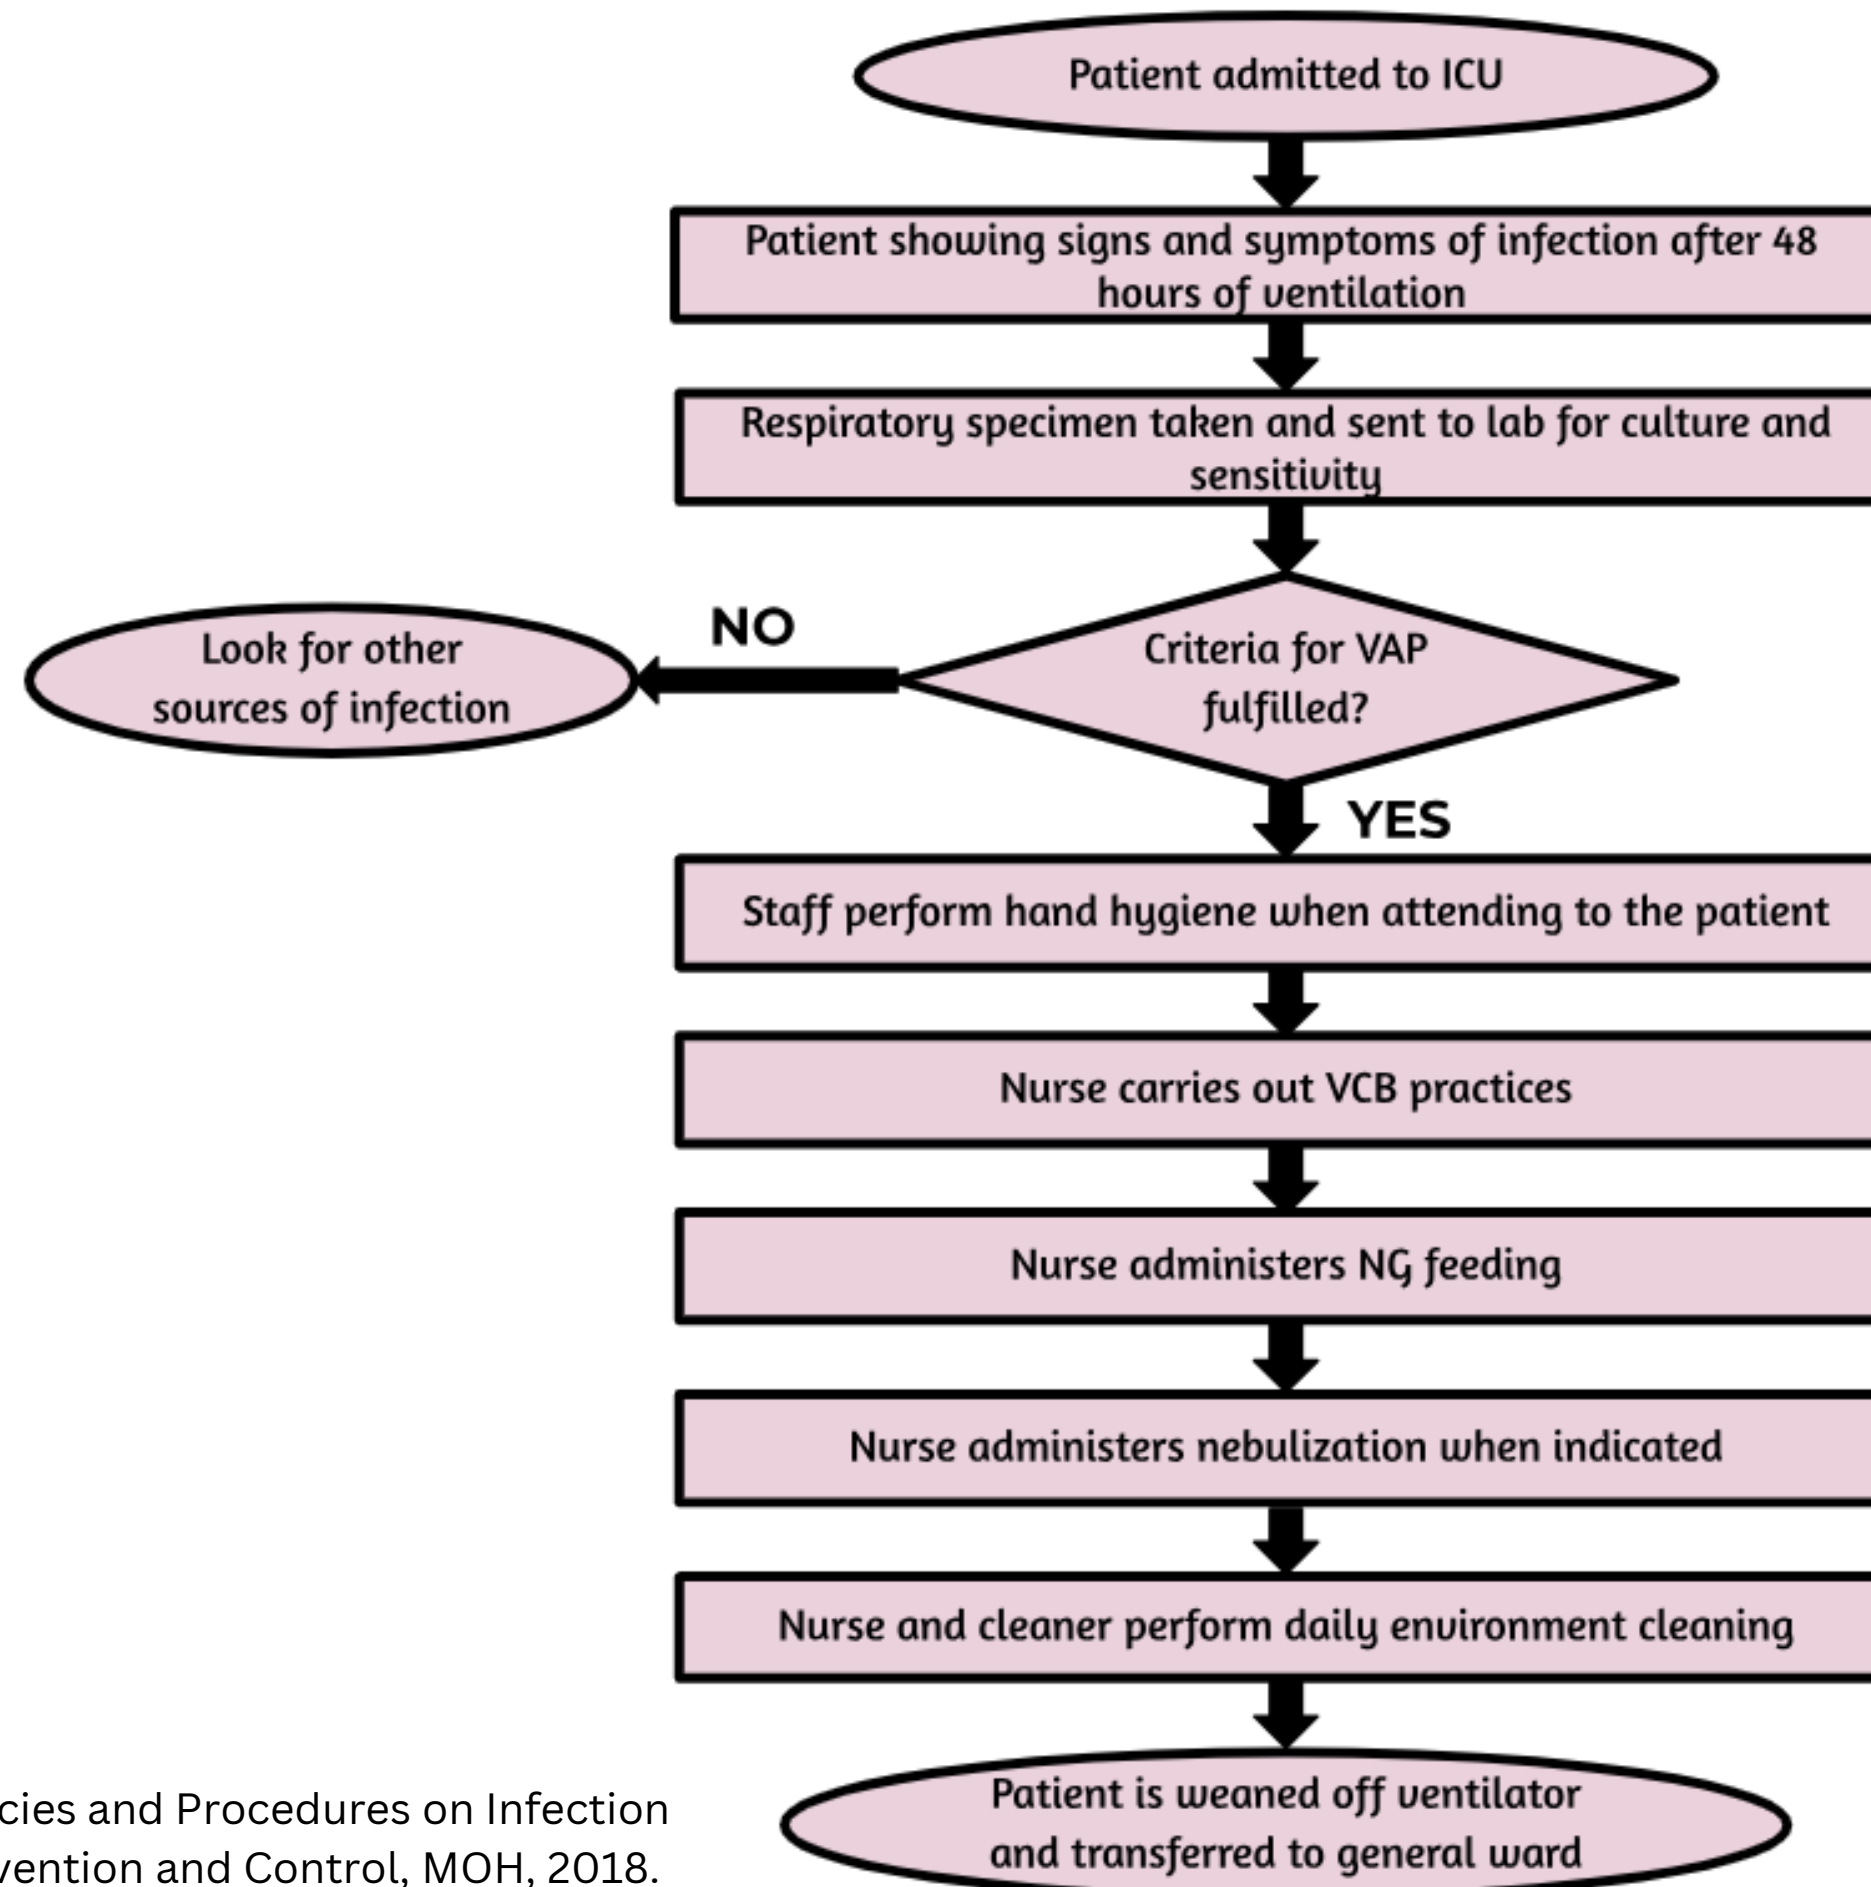 Patient admitted to ICU
Patient showing signs and symptoms of infection after 48
hours of ventilation
Respiratory specimen taken and sent to lab for culture and
sensitivity
Criteria for VAP
fulfilled?
NO
Look for other
sources of infection
YES
Staff perform hand hygiene when attending to the patient
Nurse carries out VCB practices
Nurse administers NG feeding
Nurse administers nebulization when indicated
Nurse and cleaner perform daily environment cleaning
Patient is weaned off ventilator
and transferred to general ward
and Procedures on Infection
and Control, MOH, 2018.